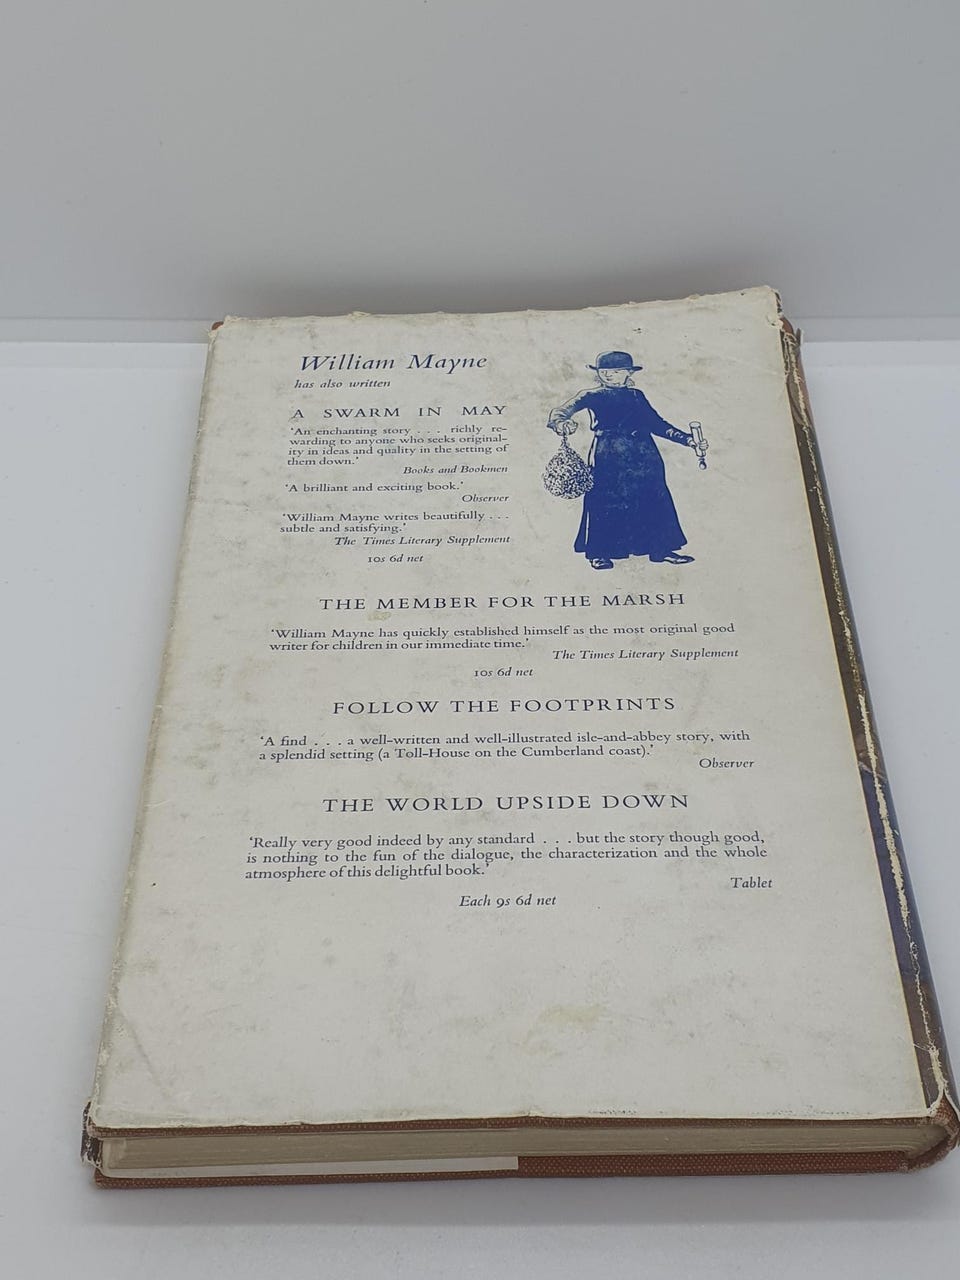 William Mayne
has also written
A SWARM IN MAY
'An enchanting story . . . richly re-
warding to anyone who seeks original-
ity in ideas and quality in the setting of
them down.'
Books and Bookmen
'A brilliant and exciting book.'
Observer
'William Mayne writes beautifully . . .
subtle and satisfying.'
The Times Literary Supplement
10s 6d net
THE MEMBER FOR THE MARSH
'William Mayne has quickly established himself as the most original good
writer for children in our immediate time.'
The Times Literary Supplement
10s 6d net
FOLLOW THE FOOTPRINTS
'A find . . . a well-written and well-illustrated isle-and-abbey story, with
a splendid setting (a Toll-House on the Cumberland coast).'
Observer
THE WORLD UPSIDE DOWN
'Really very good indeed by any standard . . . but the story though good,
is nothing to the fun of the dialogue, the characterization and the whole
atmosphere of this delightful book.'
Tablet
Each 9s 6d net